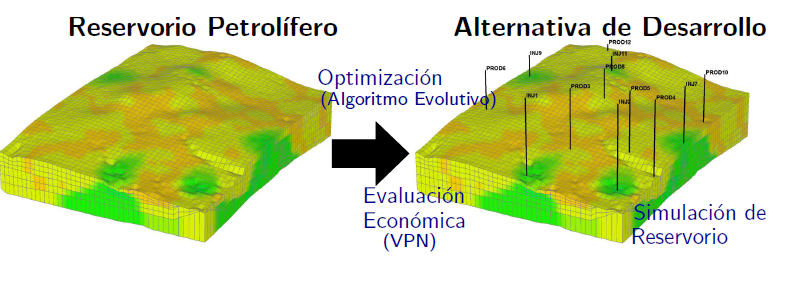 Reservorio Petrolífero
Alternativa de Desarrollo
Optimización
(Algoritmo Evolutivo)
Evaluación
Económica
(VPN)
PROD12
INJ9
INJ11
PROD6
PROD8
PROD10
PROD3
PROD5
INJ7
INJ1
INJ2
PROD4
Simulación de
Reservorio